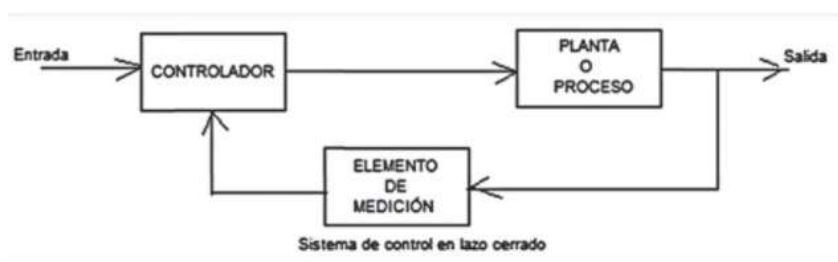 Entrada
CONTROLADOR
PLANTA
O
PROCESO
Salida
ELEMENTO
DE
MEDICIÓN
Sistema de control en lazo cerrado